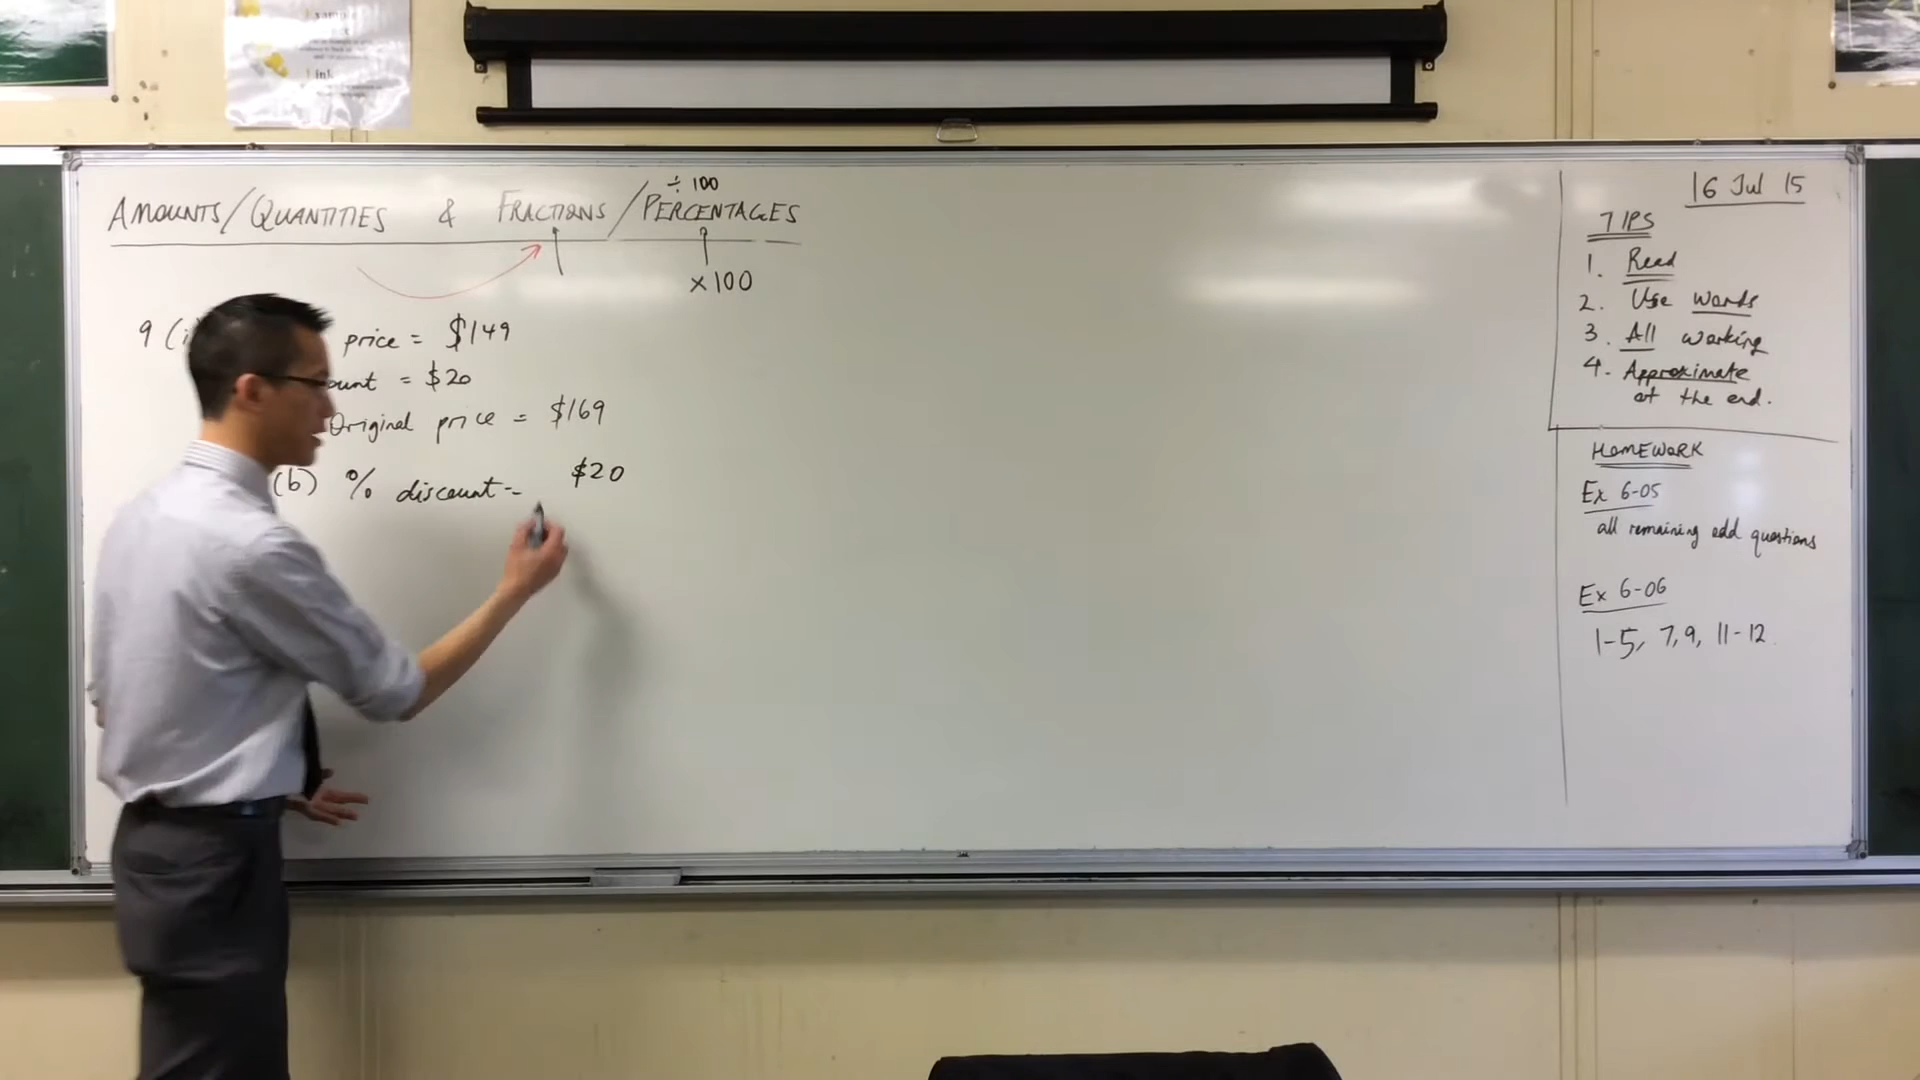 ÷ 100
AMOUNTS/QUANTITIES & FRACTIONS/PERCENTAGES
×100
9 (i price = $149
ount = $20
Original price = $169
(b) % discount = $20
16 Jul 15
TIPS
1. Read
2. Use words
3. All working
4. Approximate
at the end.
HOMEWORK
Ex 6-05
all remaining odd questions
Ex 6-06
1-5, 7, 9, 11-12.